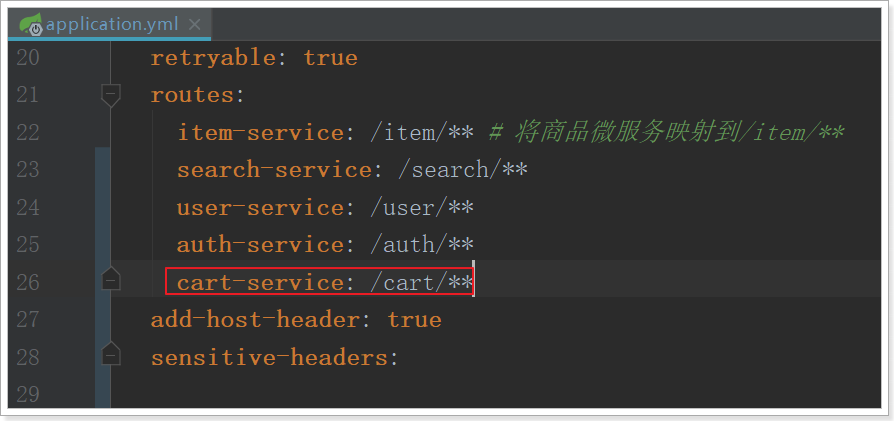 application.yml
20 retryable: true
21 routes:
22 item-service: /item/** # 将商品微服务映射到/item/**
23 search-service: /search/**
24 user-service: /user/**
25 auth-service: /auth/**
26 cart-service: /cart/**
27 add-host-header: true
28 sensitive-headers:
29